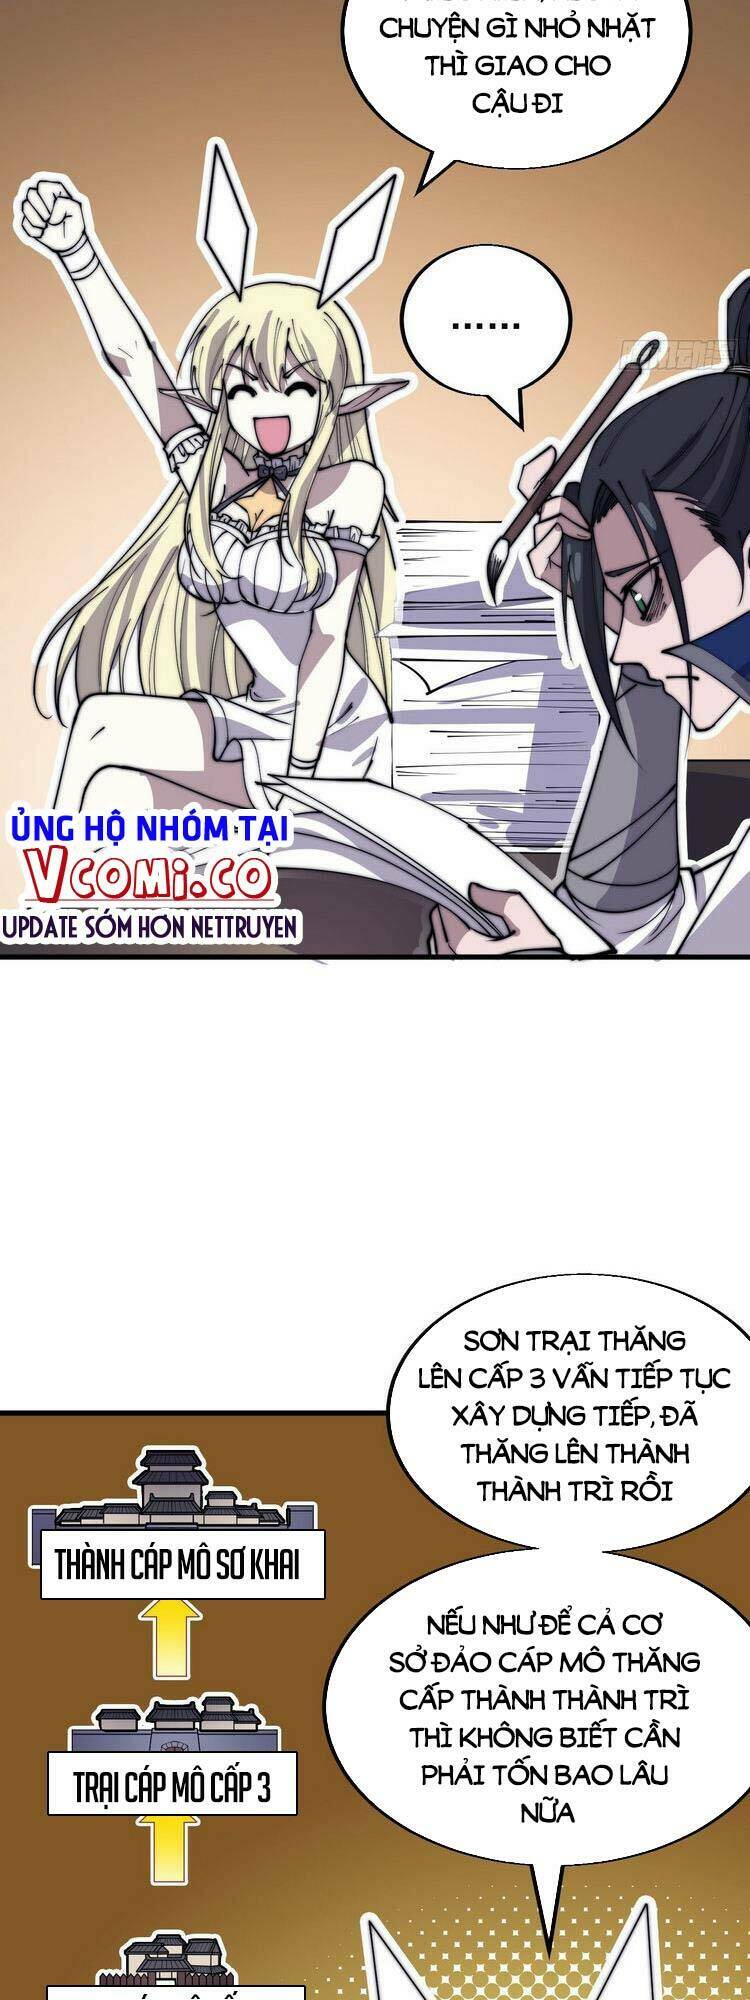 CHUYỆN GÌ NHỎ NHẶT
THÌ GIAO CHO
CẬU ĐI
......
ỦNG HỘ NHÓM TẠI
VCOMI.CO
UPDATE SỚM HƠN NETTRUYEN
SƠN TRẠI THĂNG
LÊN CẤP 3 VẪN TIẾP TỤC
XÂY DỰNG TIẾP, ĐÃ
THĂNG LÊN THÀNH
THÀNH TRÌ RỒI
THÀNH CÁP MÔ SƠ KHAI
NẾU NHƯ ĐỂ CẢ CƠ
SỞ ĐẢO CÁP MÔ THĂNG
CẤP THÀNH THÀNH TRÌ
THÌ KHÔNG BIẾT CẦN
PHẢI TỐN BAO LÂU
NỮA
TRẠI CÁP MÔ CẤP 3